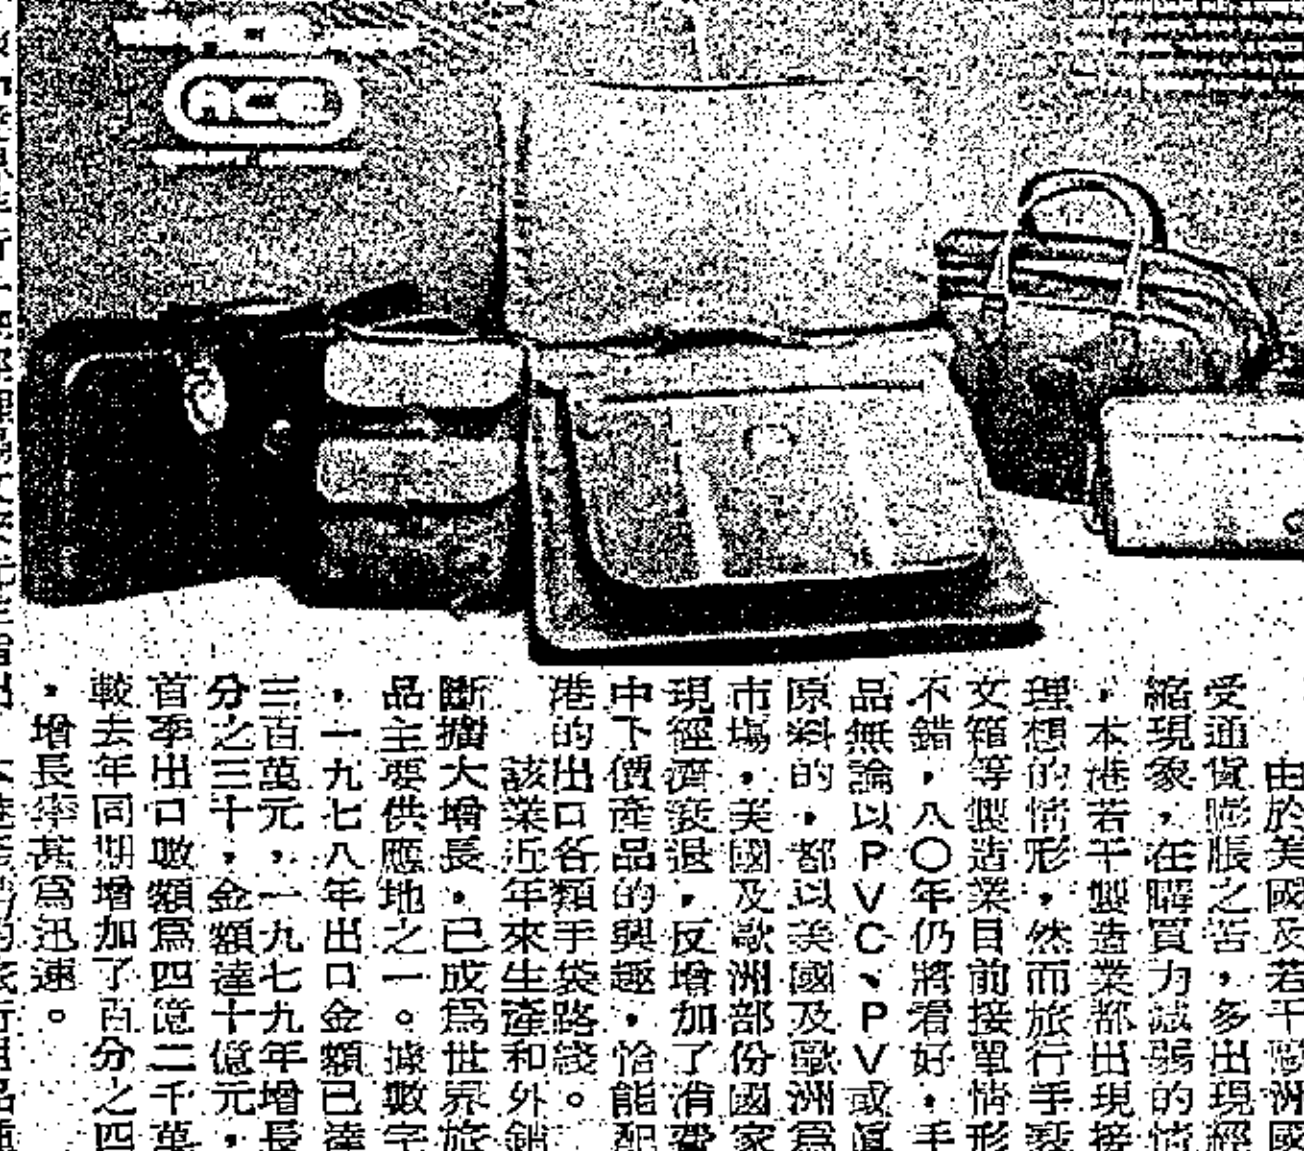 ace
由於美國及若干歐洲國
受通貨膨脹之苦，多出現經
縮現象，在購買力減弱的情
，本港若干製造業都出現接
理想的情形，然而旅行手袋
文箱等製造業目前接單情形
不錯，八〇年仍將看好。手
品無論以PVC、PV或眞
原料的，都以美國及歐洲爲
市場，美國及歐洲部份國家
現經濟衰退，反增加了消費
中下價產品的興趣，恰能配
港的出口各類手袋路綫。
該業近年來生產和外銷
斷擴大增長，已成爲世界旅
品主要供應地之一。據數字
，一九七八年出口金額已達
三百萬元，一九七九年增長
分之三十，金額達十億元，
首季出口數額爲四億二千萬
較去年同期增加了百分之四
，增長率甚爲迅速。